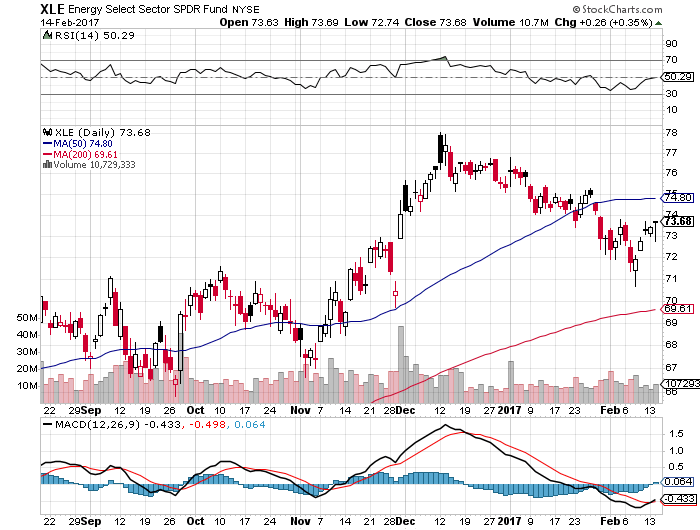 XLE Energy Select Sector SPDR Fund NYSE © StockCharts.com
14-Feb-2017 Open 73.63 High 73.69 Low 72.74 Close 73.68 Volume 10.7M Chg +0.26 (+0.35%)
RSI(14) 50.29
90
70
50.29
30
10
XLE (Daily) 73.68
MA(50) 74.80
MA(200) 69.61
Volume 10,729,333
78
77
76
75
74.80
74
73.68
73
72
71
70
69.61
69
68
67
66
50M
40M
30M
20M
10M
107293
22 29 Sep 12 19 26 Oct 10 17 24 Nov 7 14 21 28 Dec 12 19 27 2017 9 17 23 Feb 6 13
MACD(12,26,9) -0.433, -0.498, 0.064
1.5
1.0
0.5
0.064
-0.433
22 29 Sep 12 19 26 Oct 10 17 24 Nov 7 14 21 28 Dec 12 19 27 2017 9 17 23 Feb 6 13